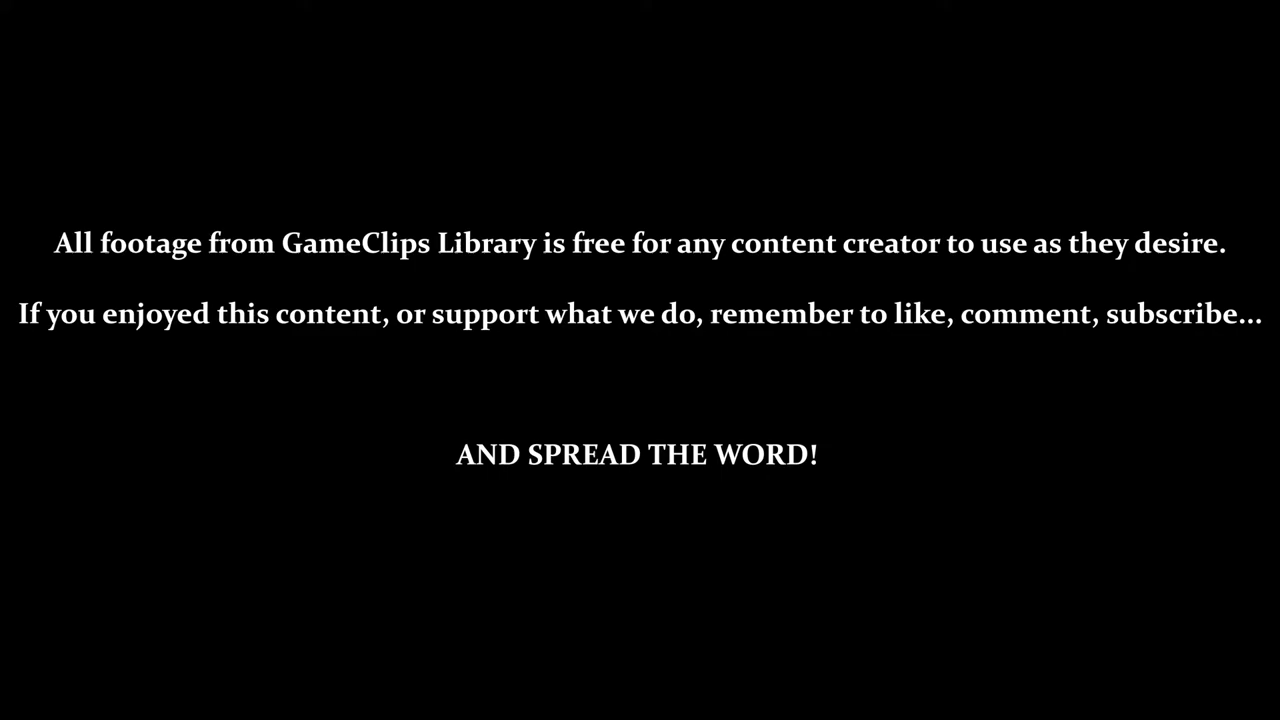 All footage from GameClips Library is free for any content creator to use as they desire.
If you enjoyed this content, or support what we do, remember to like, comment, subscribe...
AND SPREAD THE WORD!